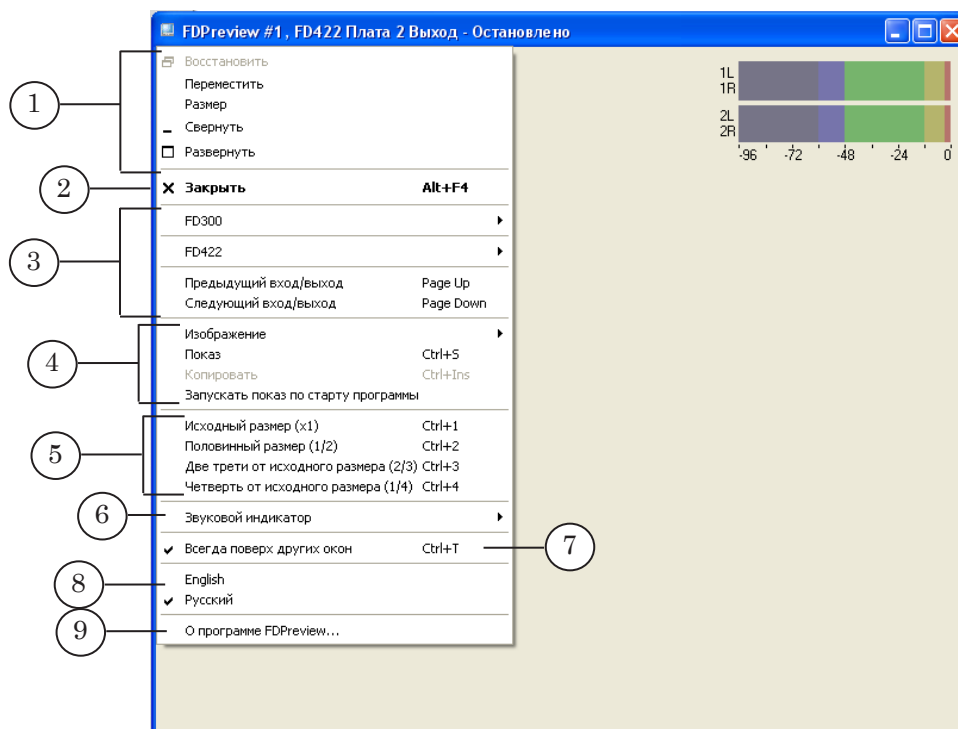 FDPreview #1, FD422 Плата 2 Выход - Остановлено
Восстановить
Переместить
Размер
Свернуть
Развернуть
Закрыть Alt+F4
FD300
FD422
Предыдущий вход/выход Page Up
Следующий вход/выход Page Down
Изображение
Показ Ctrl+S
Копировать Ctrl+Ins
Запускать показ по старту программы
Исходный размер (x1) Ctrl+1
Половинный размер (1/2) Ctrl+2
Две трети от исходного размера (2/3) Ctrl+3
Четверть от исходного размера (1/4) Ctrl+4
Звуковой индикатор
Всегда поверх других окон Ctrl+T
English
Русский
О программе FDPreview...
1
2
3
4
5
6
7
8
9
1L
1R
2L
2R
-96 -72 -48 -24 0